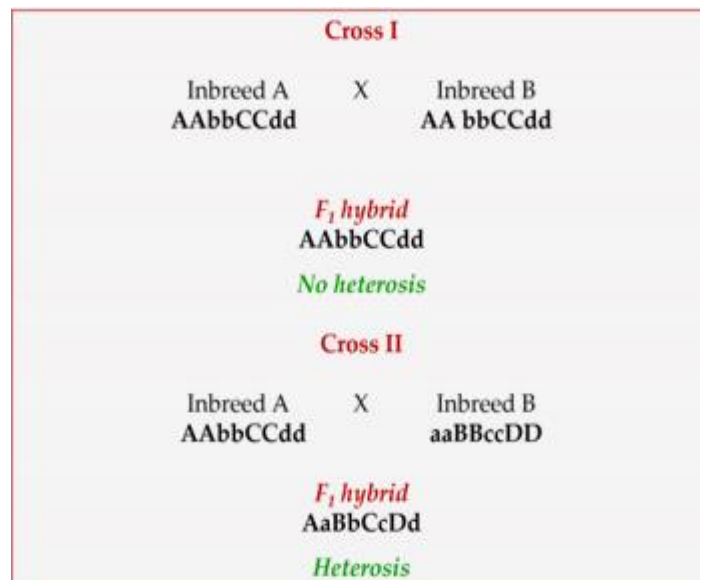 Cross I
Inbreed A X Inbreed B
AAbbCCdd AA bbCCdd
F₁ hybrid
AAbbCCdd
No heterosis
Cross II
Inbreed A X Inbreed B
AAbbCCdd aaBBccDD
F₁ hybrid
AaBbCcDd
Heterosis